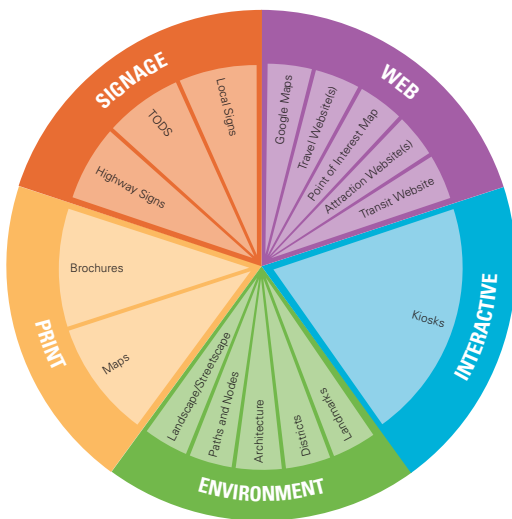 SIGNAGE
Highway Signs
TODS
Local Signs
WEB
Google Maps
Travel Website(s)
Point of Interest Map
Attraction Website(s)
Transit Website
INTERACTIVE
Kiosks
ENVIRONMENT
Landmarks
Districts
Architecture
Paths and Nodes
Landscape/Streetscape
PRINT
Maps
Brochures